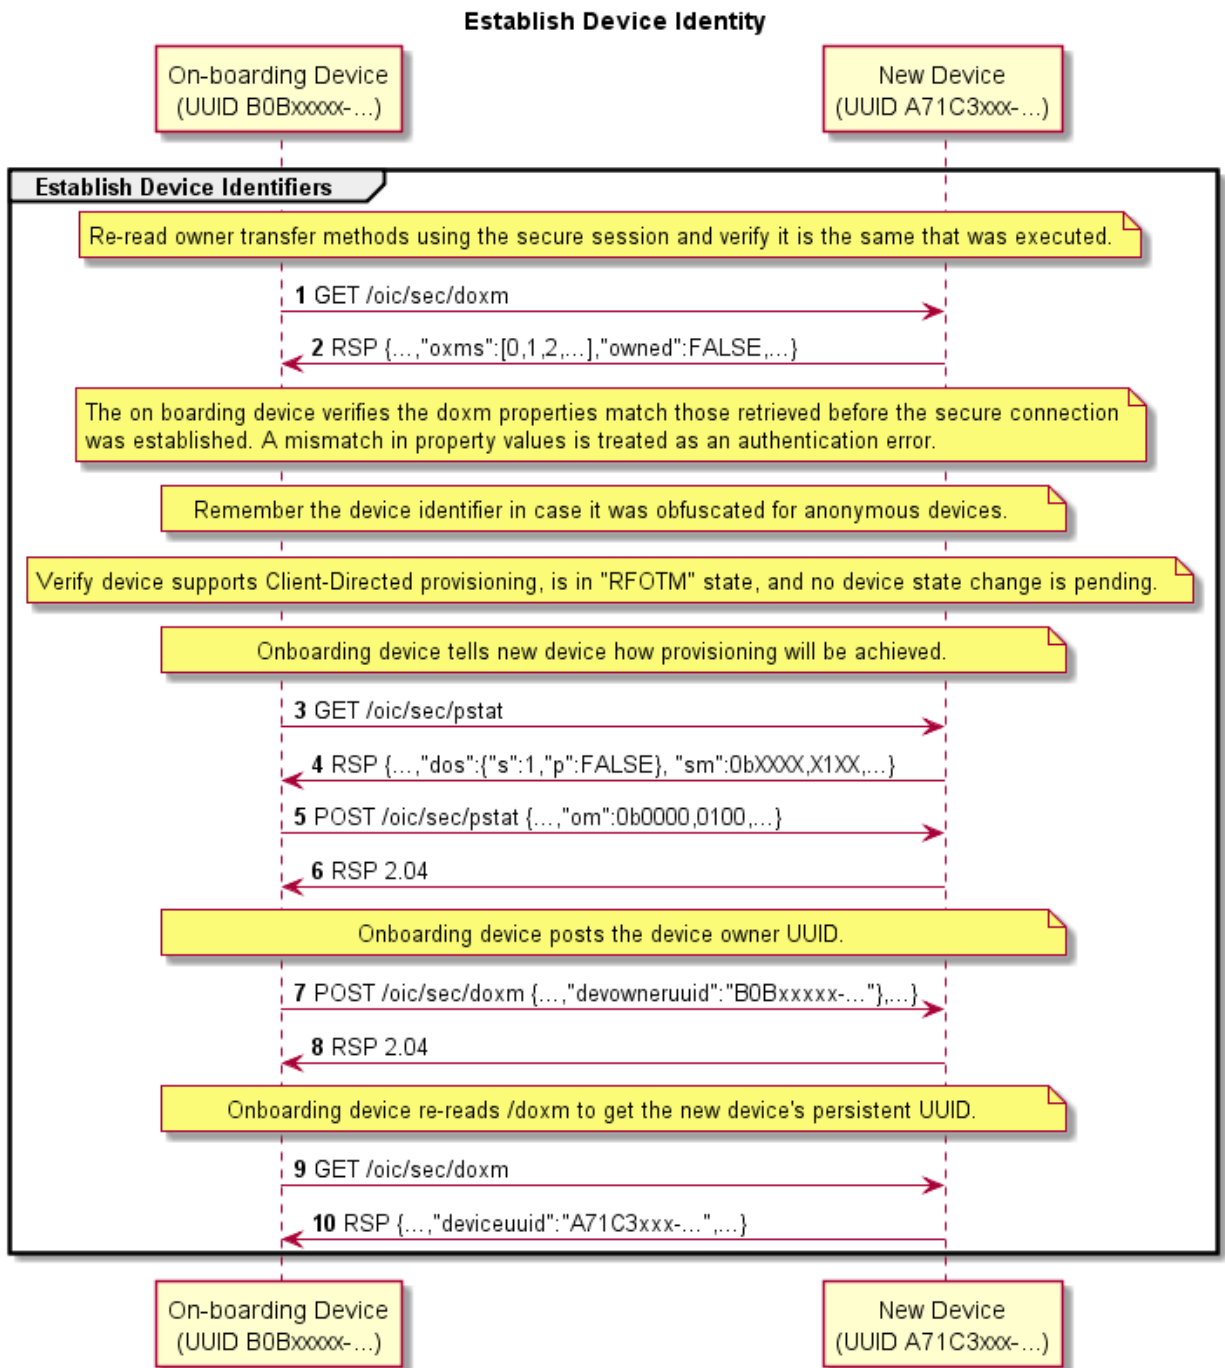 Establish Device Identity
On-boarding Device
(UUID B0Bxxxxx-...)
New Device
(UUID A71C3xxx-...)
Establish Device Identifiers
Re-read owner transfer methods using the secure session and verify it is the same that was executed.
1 GET /oic/sec/doxm
2 RSP {...,"oxms":[0,1,2,...],"owned":FALSE,...}
The on boarding device verifies the doxm properties match those retrieved before the secure connection
was established. A mismatch in property values is treated as an authentication error.
Remember the device identifier in case it was obfuscated for anonymous devices.
Verify device supports Client-Directed provisioning, is in "RFOTM" state, and no device state change is pending.
Onboarding device tells new device how provisioning will be achieved.
3 GET /oic/sec/pstat
4 RSP {...,"dos":{"s":1,"p":FALSE}, "sm":0bXXXX,X1XX,...}
5 POST /oic/sec/pstat {...,"om":0b0000,0100,...}
6 RSP 2.04
Onboarding device posts the device owner UUID.
7 POST /oic/sec/doxm {...,"devowneruuid":"B0Bxxxxx-..."},...}
8 RSP 2.04
Onboarding device re-reads /doxm to get the new device's persistent UUID.
9 GET /oic/sec/doxm
10 RSP {...,"deviceuuid":"A71C3xxx-...",...}
On-boarding Device
(UUID B0Bxxxxx-...)
New Device
(UUID A71C3xxx-...)